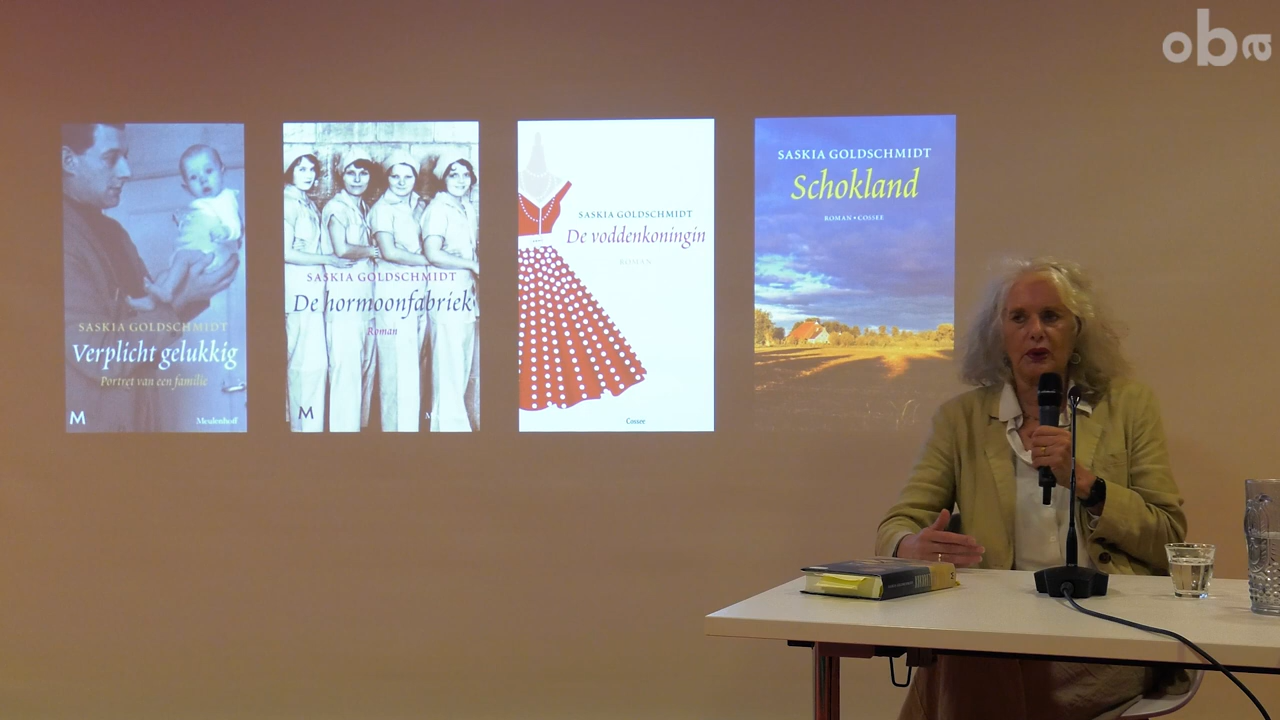 oba
SASKIA GOLDSCHMIDT
Verplicht gelukkig
Portret van een familie
M
Meulenhoff
SASKIA GOLDSCHMIDT
De hormoonfabriek
Roman
M
M
SASKIA GOLDSCHMIDT
De voddenkoningin
ROMAN
Cossee
SASKIA GOLDSCHMIDT
Schokland
ROMAN • COSSEE